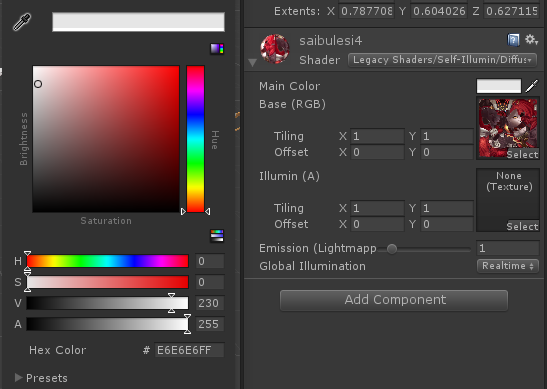 Brightness
Hue
Saturation
H 0
S 0
V 230
A 255
Hex Color # E6E6E6FF
Presets
Extents: X 0.787708 Y 0.604026 Z 0.627115
saibulesi4
Shader Legacy Shaders/Self-Illumin/Diffus
Main Color
Base (RGB)
Tiling X 1 Y 1
Offset X 0 Y 0
Select
Illumin (A)
None
(Texture)
Tiling X 1 Y 1
Offset X 0 Y 0
Select
Emission (Lightmapp 1
Global Illumination Realtime
Add Component